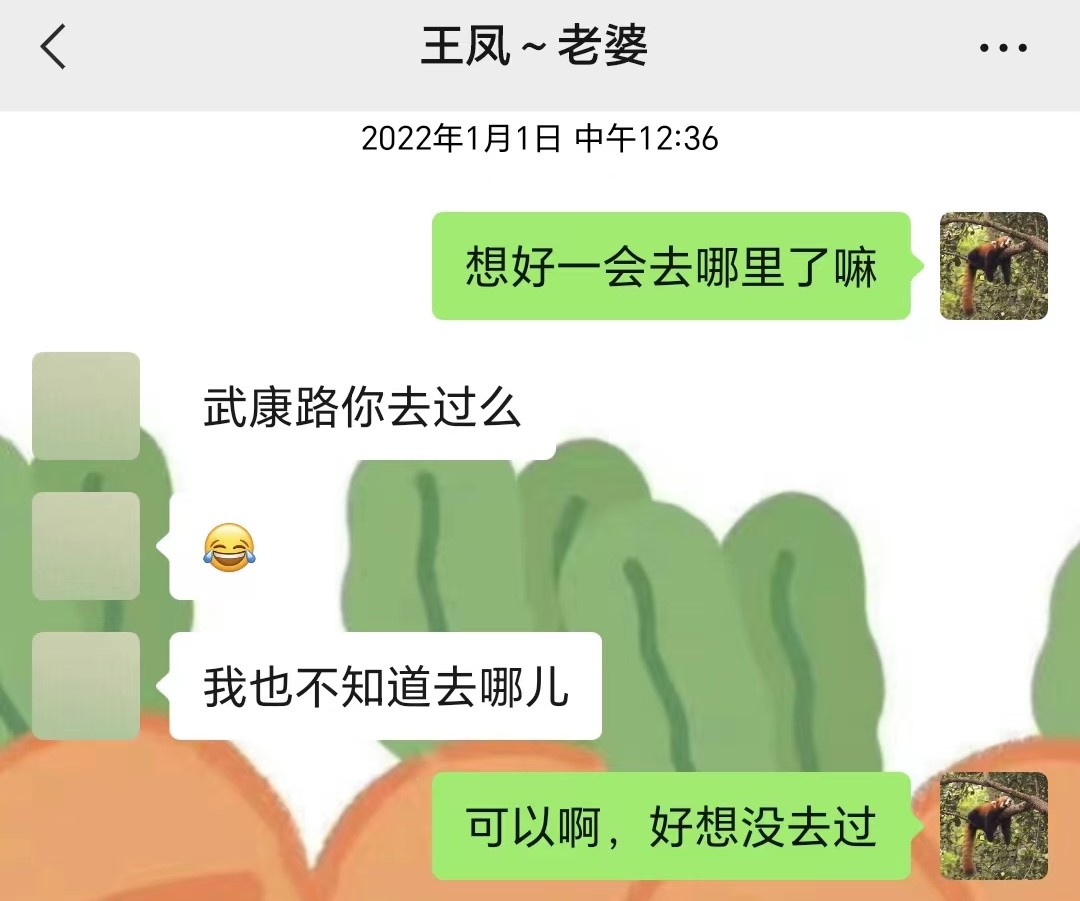 王凤~老婆
2022年1月1日 中午12:36
想好一会去哪里了嘛
武康路你去过么
😂
我也不知道去哪儿
可以啊，好想没去过